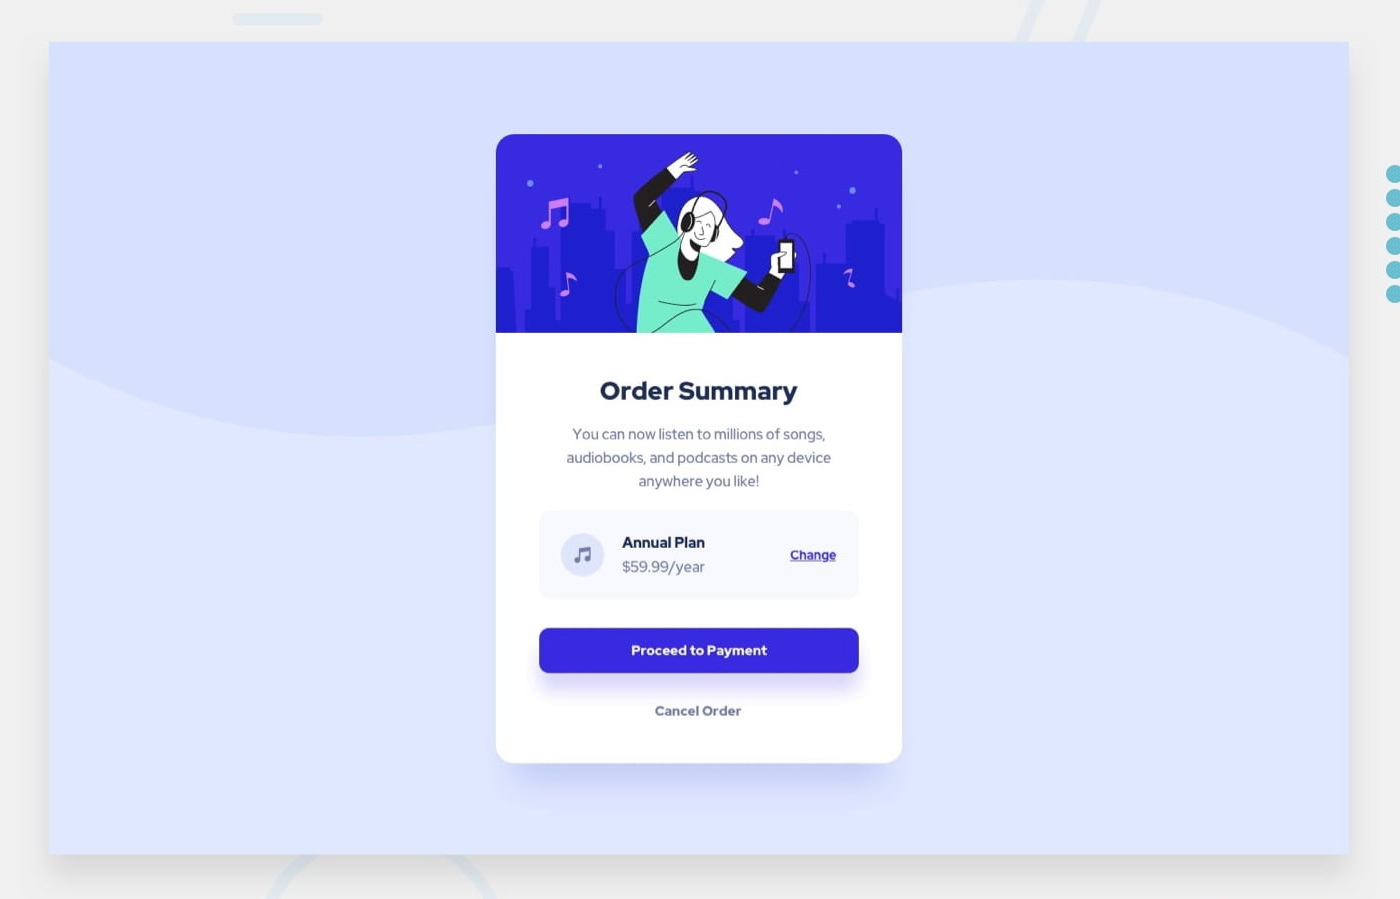 Order Summary
You can now listen to millions of songs,
audiobooks, and podcasts on any device
anywhere you like!
Annual Plan
$59.99/year
Change
Proceed to Payment
Cancel Order